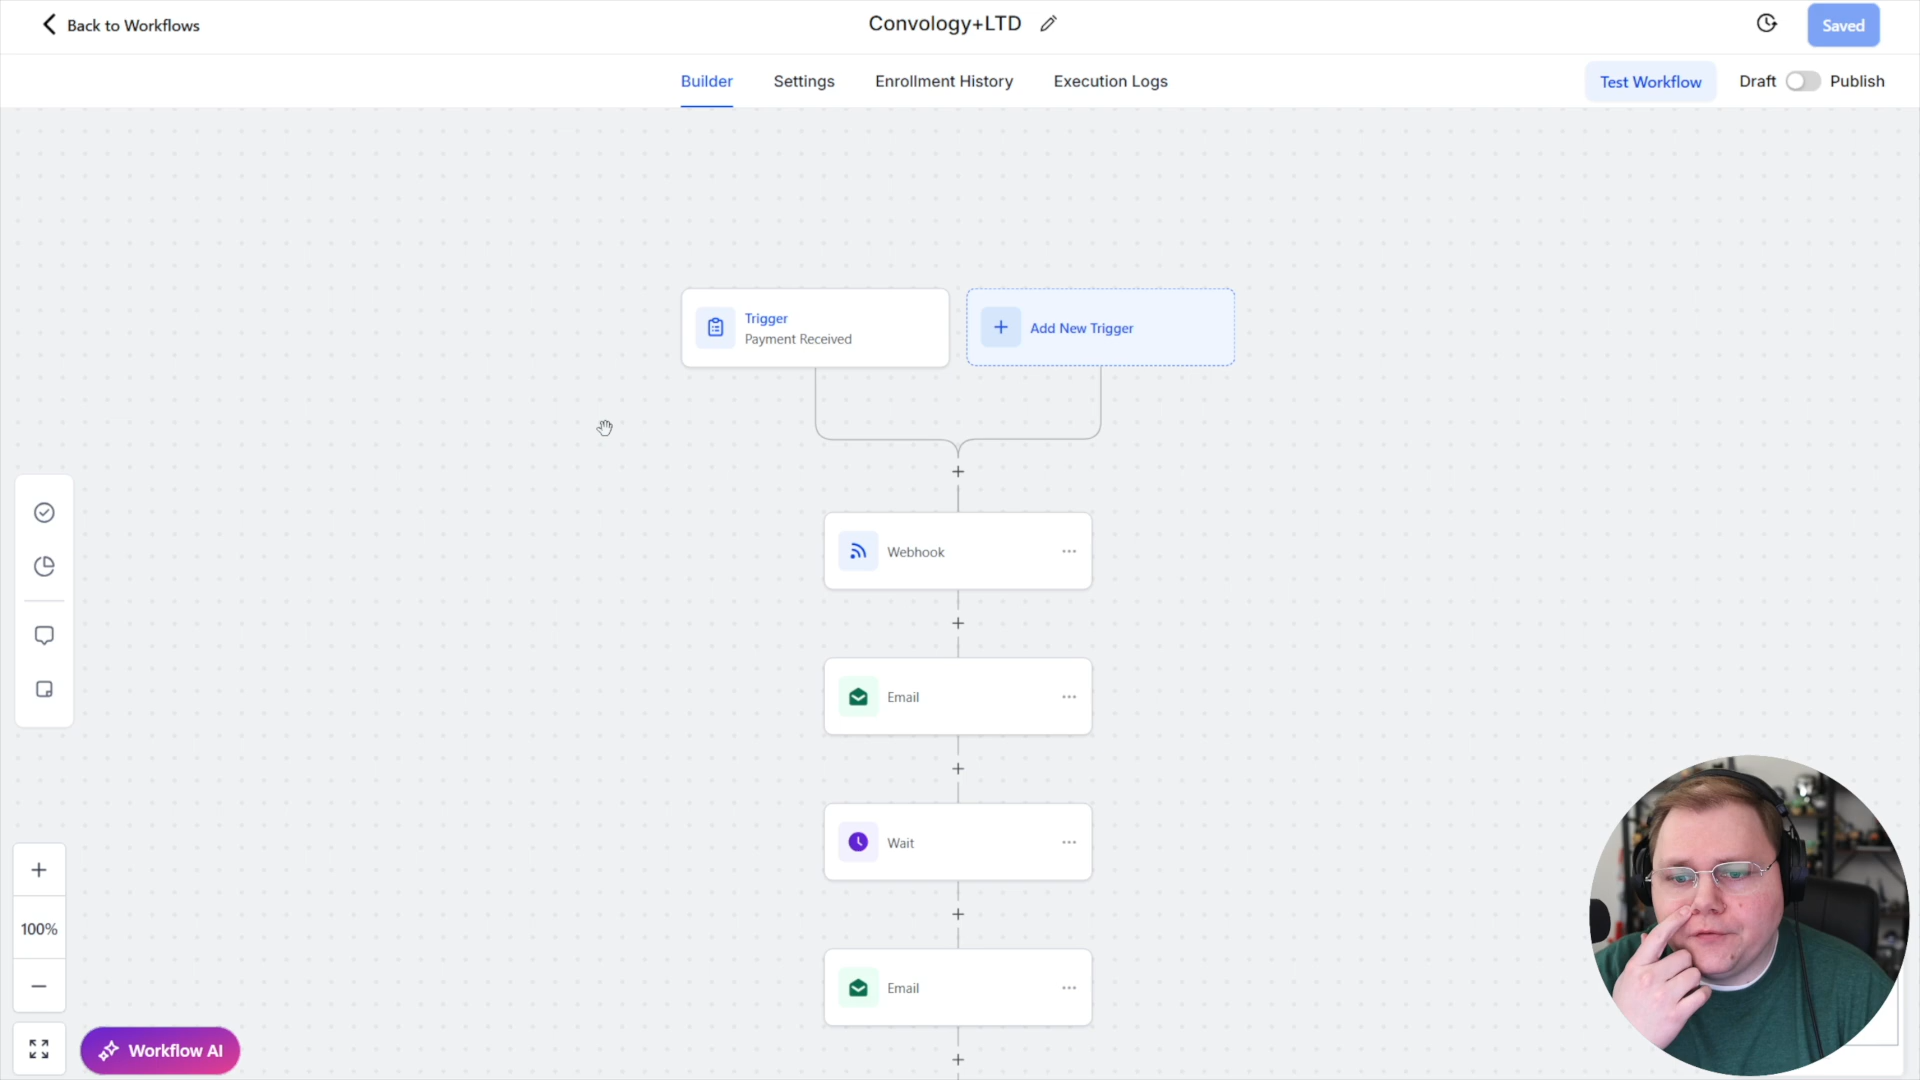 Back to Workflows
Convology+LTD
Saved
Builder
Settings
Enrollment History
Execution Logs
Test Workflow
Draft
Publish
Trigger
Payment Received
Add New Trigger
Webhook
Email
Wait
Email
100%
Workflow AI